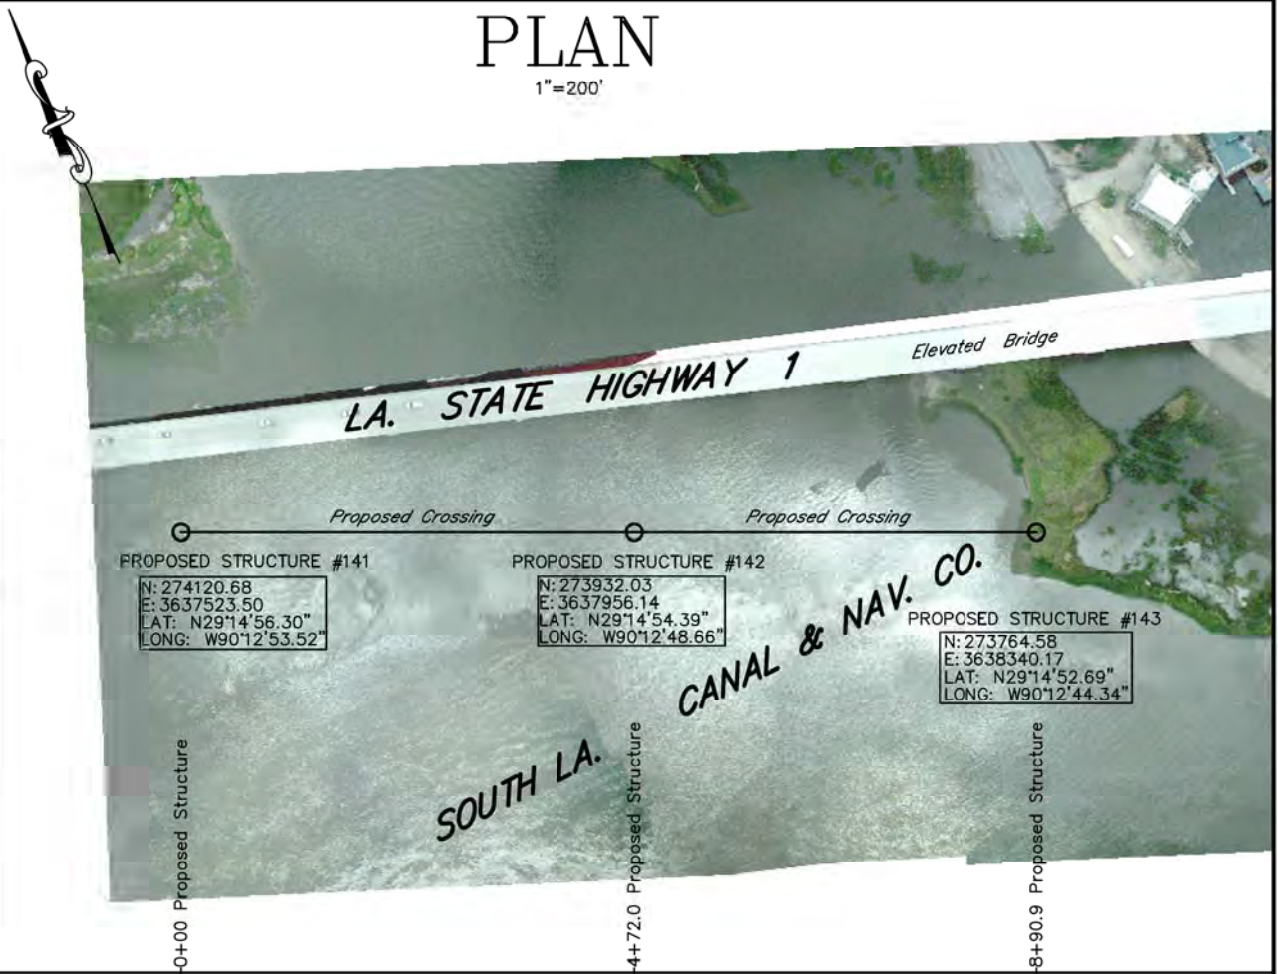 PLAN
1"=200'
LA. STATE HIGHWAY 1
Elevated Bridge
Proposed Crossing
Proposed Crossing
PROPOSED STRUCTURE #141
N: 274120.68
E: 3637523.50
LAT: N29°14'56.30"
LONG: W90°12'53.52"
PROPOSED STRUCTURE #142
N: 273932.03
E: 3637956.14
LAT: N29°14'54.39"
LONG: W90°12'48.66"
PROPOSED STRUCTURE #143
N: 273764.58
E: 3638340.17
LAT: N29°14'52.69"
LONG: W90°12'44.34"
SOUTH LA. CANAL & NAV. CO.
0+00 Proposed Structure
4+72.0 Proposed Structure
8+90.9 Proposed Structure